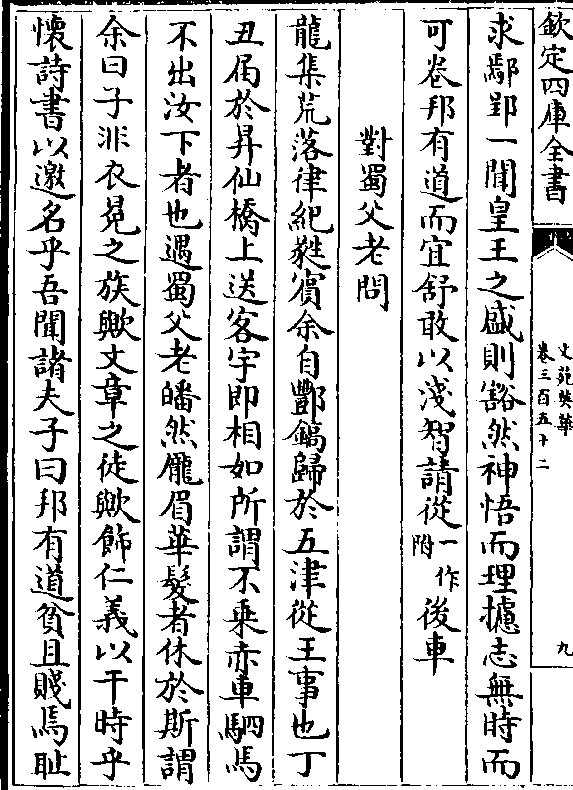 欽定四庫全書
文苑英華
卷三百五十二
九
求鄢郢一聞皇王之盛則豁然神悟而理攄志無時而
可卷邦有道而宜舒敢以淺智請從一作附後車
對蜀父老問
龍集荒落律紀蕤賓余自酆鎬歸於五津從王事也丁
丑届於昇仙橋上送客字即相如所謂不乘赤車駟馬
不出汝下者也遇蜀父老皤然龐眉華髪者休於斯謂
余曰子非衣冕之族歟文章之徒歟飾仁義以干時乎
懷詩書以邀名乎吾聞諸夫子曰邦有道貧且賤焉耻